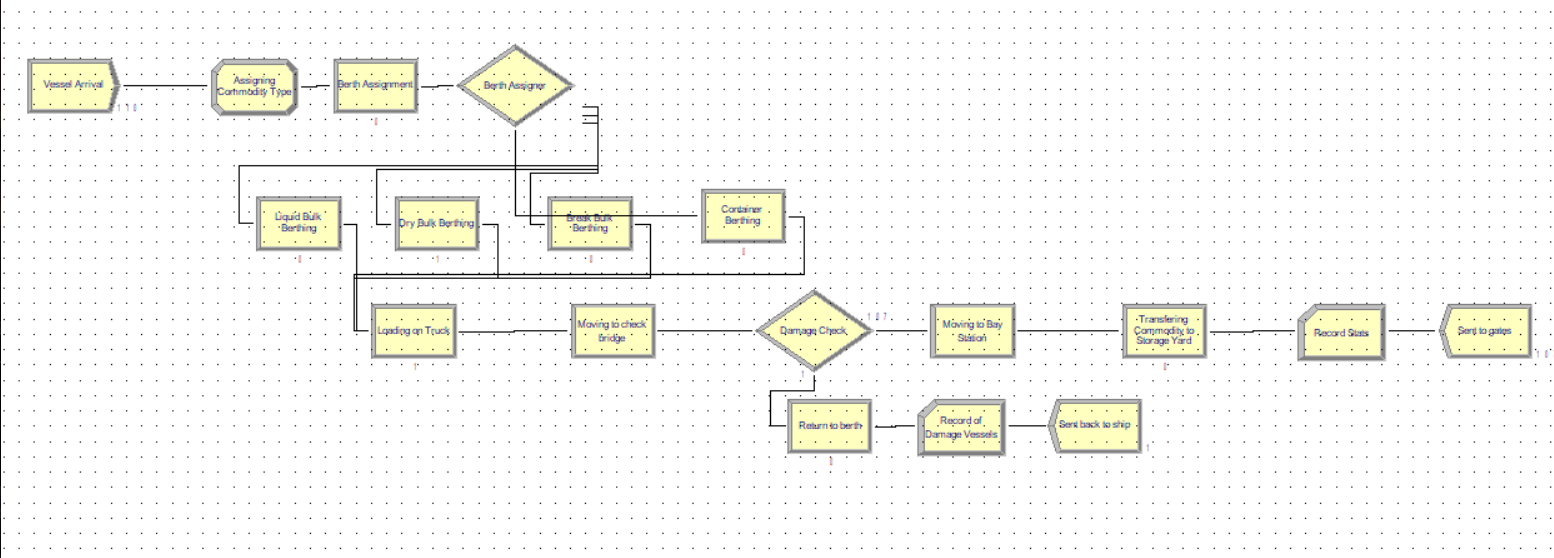 Vessel Arrival
Assigning
Commodity Type
Berth Assignment
Berth Assigner
Liquid Bulk
Berthing
Dry Bulk Berthing
Break Bulk
Berthing
Container
Berthing
Loading on Truck
Moving to check
bridge
Damage Check
Moving to Bay
Station
Transfering
Commodity to
Storage Yard
Record Stats
Sent to gates
Return to berth
Record of
Damage Vessels
Sent back to ship